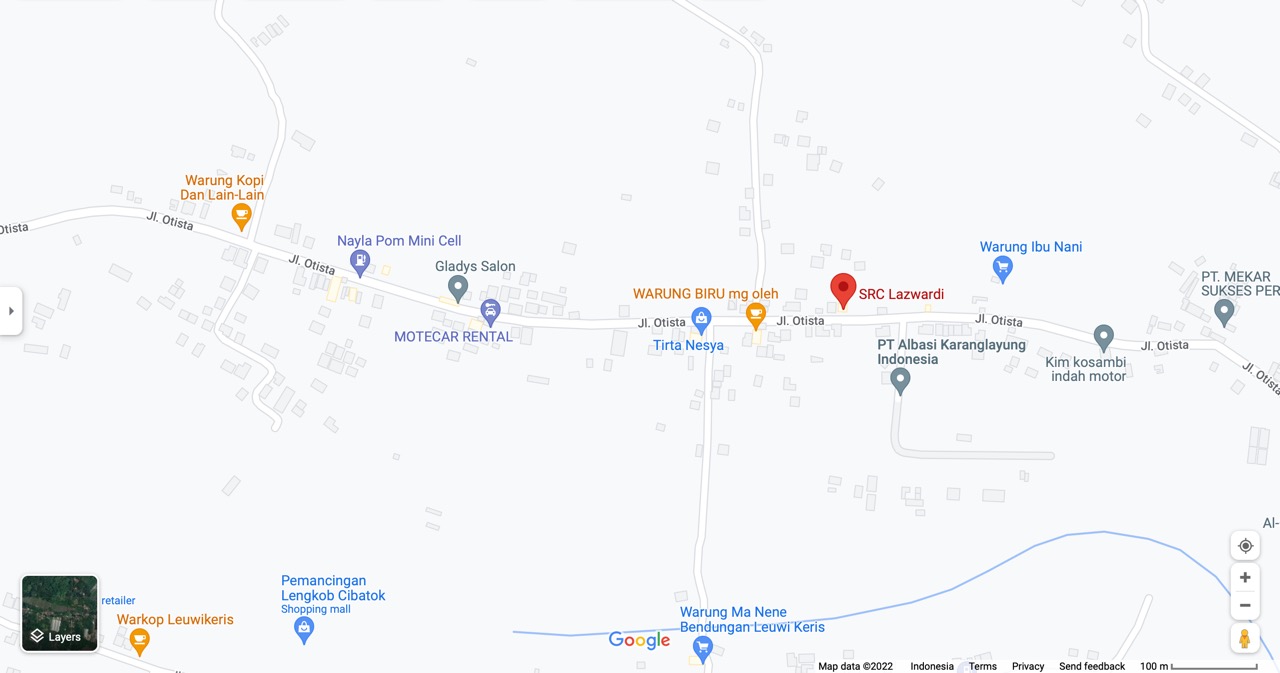 Warung Kopi
Dan Lain-Lain
Otista
Jl. Otista
Jl. Otista
Nayla Pom Mini Cell
Gladys Salon
MOTECAR RENTAL
WARUNG BIRU mg oleh
Jl. Otista
Tirta Nesya
Jl. Otista
SRC Lazwardi
Warung Ibu Nani
Jl. Otista
PT. MEKAR
SUKSES PER
PT Albasi Karanglayung
Indonesia
Kim kosambi
indah motor
Jl. Otista
Jl. Otista
Al-
Pemancingan
Lengkob Cibatok
Shopping mall
retailer
Warkop Leuwikeris
Layers
Warung Ma Nene
Bendungan Leuwi Keris
Google
Map data ©2022 Indonesia Terms Privacy Send feedback 100 m